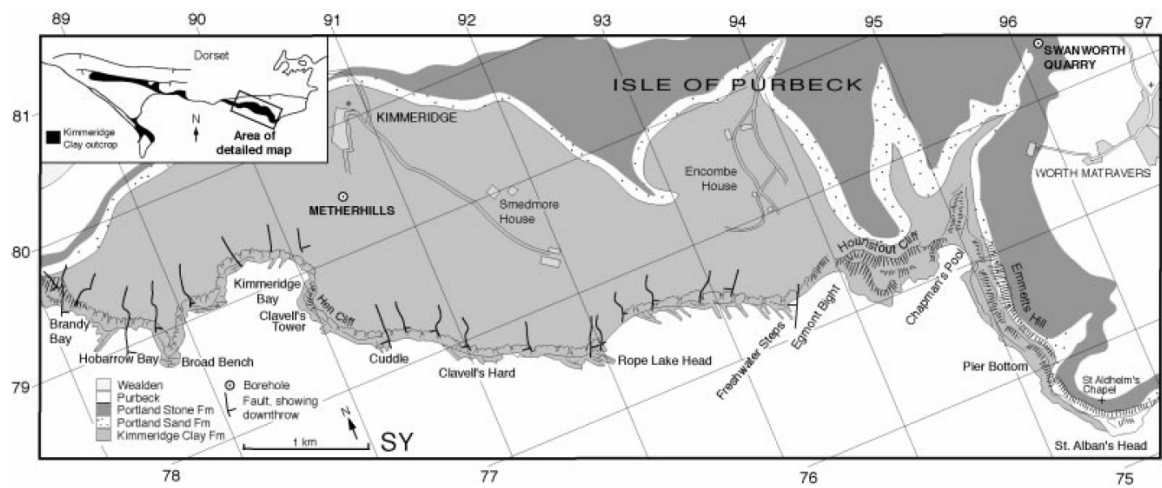 89
90
91
92
93
94
95
96
97
Dorset
N
Kimmeridge
Clay outcrop
Area of
detailed map
ISLE OF PURBECK
SWANWORTH
QUARRY
81
KIMMERIDGE
Encombe
House
WORTH MATRAVERS
METHERHILLS
Smedmore
House
80
Hounstout Cliff
Kimmeridge
Bay
Clavell's
Tower
Hen Cliff
Chapman's Pool
Emmetts Hill
Egmont Bight
Freshwater Steps
Brandy
Bay
Hobarrow Bay
Broad Bench
Cuddle
Clavell's Hard
Rope Lake Head
Pier Bottom
St Aldhelm's
Chapel
79
Wealden
Purbeck
Portland Stone Fm
Portland Sand Fm
Kimmeridge Clay Fm
Borehole
Fault, showing
downthrow
N
1 km
SY
St. Alban's Head
78
77
76
75